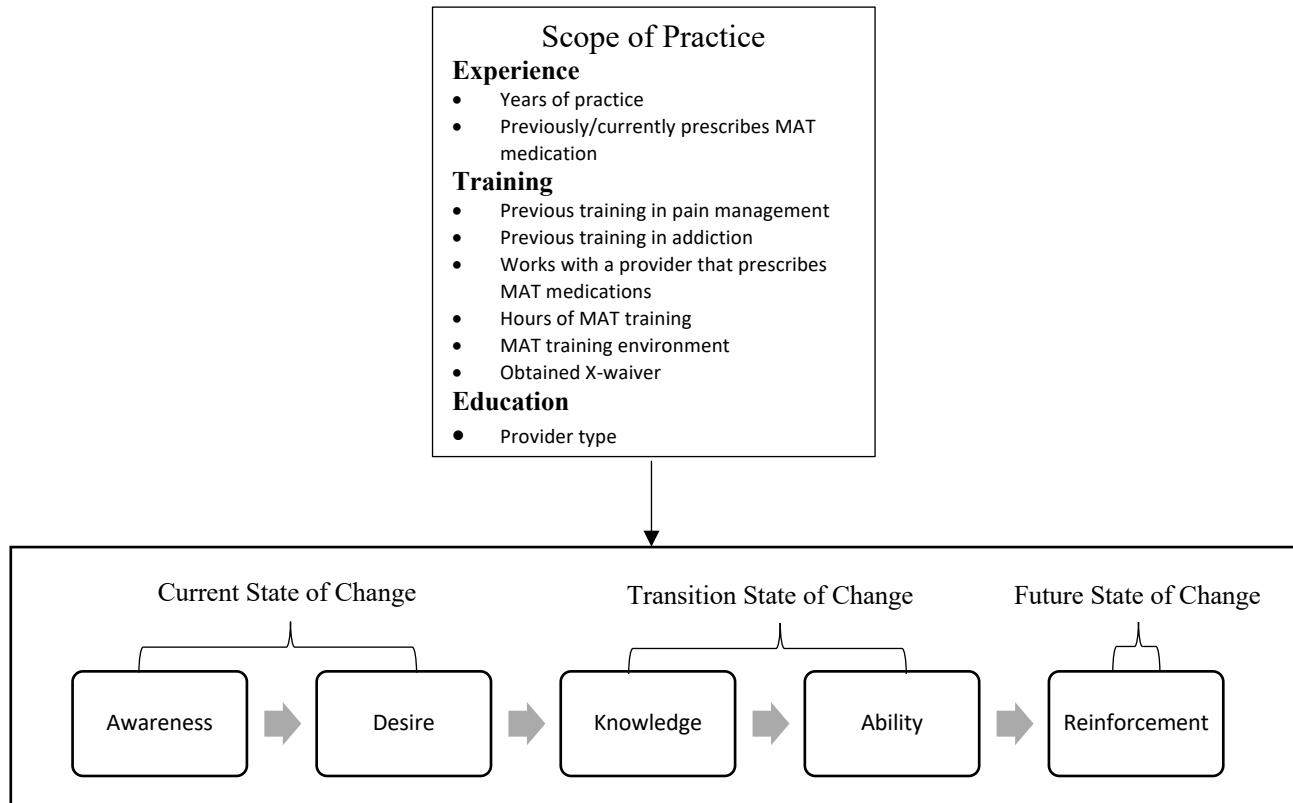 Scope of Practice
Experience
• Years of practice
• Previously/currently prescribes MAT
medication
Training
• Previous training in pain management
• Previous training in addiction
• Works with a provider that prescribes
MAT medications
• Hours of MAT training
• MAT training environment
• Obtained X-waiver
Education
• Provider type
Current State of Change
Transition State of Change
Future State of Change
Awareness
Desire
Knowledge
Ability
Reinforcement